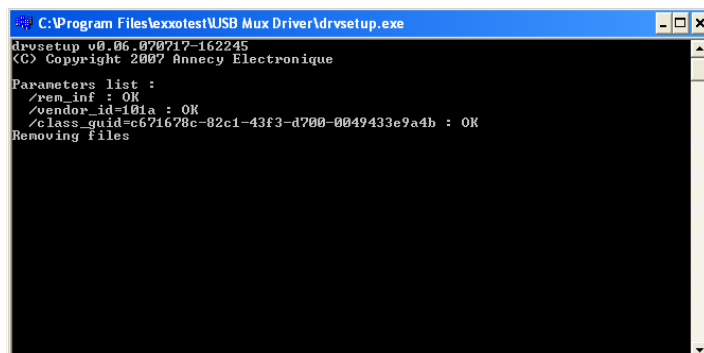 C:\Program Files\exxotest\USB Mux Driver\drvsetup.exe
drvsetup v0.06.070717-162245
(C) Copyright 2007 Annecy Electronique
Parameters list :
/rem_inf : OK
/vendor_id=101a : OK
/class_guid=c671678c-82c1-43f3-d700-0049433e9a4b : OK
Removing files